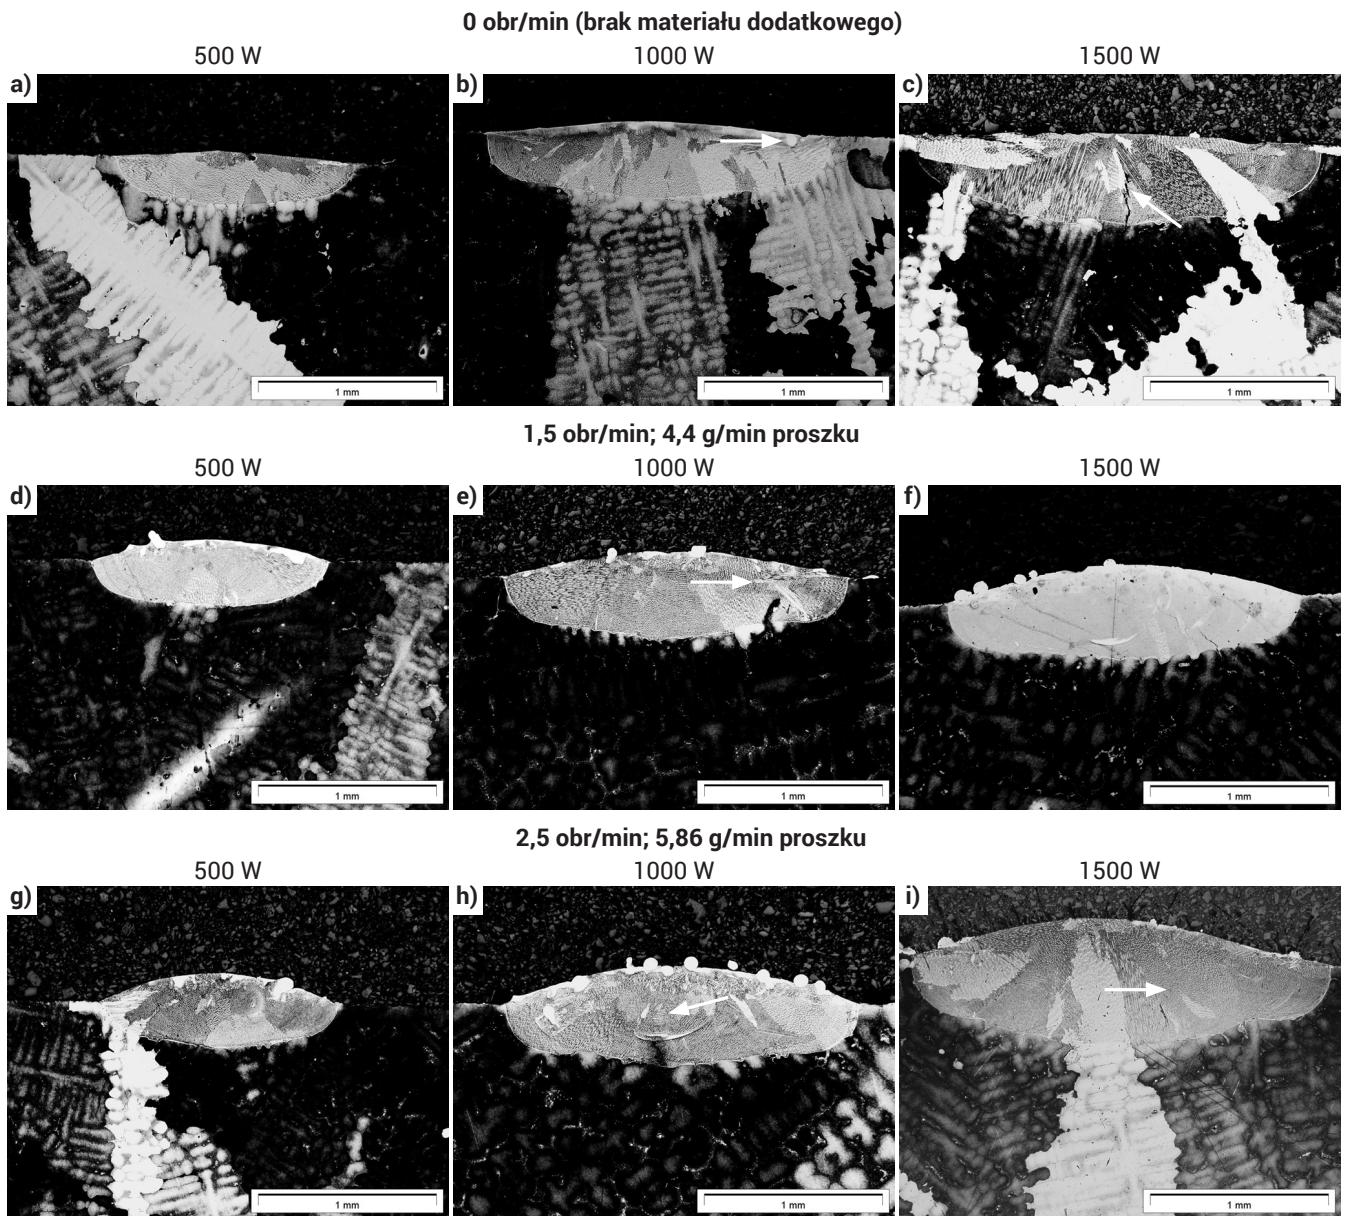 0 obr/min (brak materiału dodatkowego)
500 W
1000 W
1500 W
a)
b)
c)
1 mm
1 mm
1 mm
1,5 obr/min; 4,4 g/min proszku
500 W
1000 W
1500 W
d)
e)
f)
1 mm
1 mm
1 mm
2,5 obr/min; 5,86 g/min proszku
500 W
1000 W
1500 W
g)
h)
i)
1 mm
1 mm
1 mm